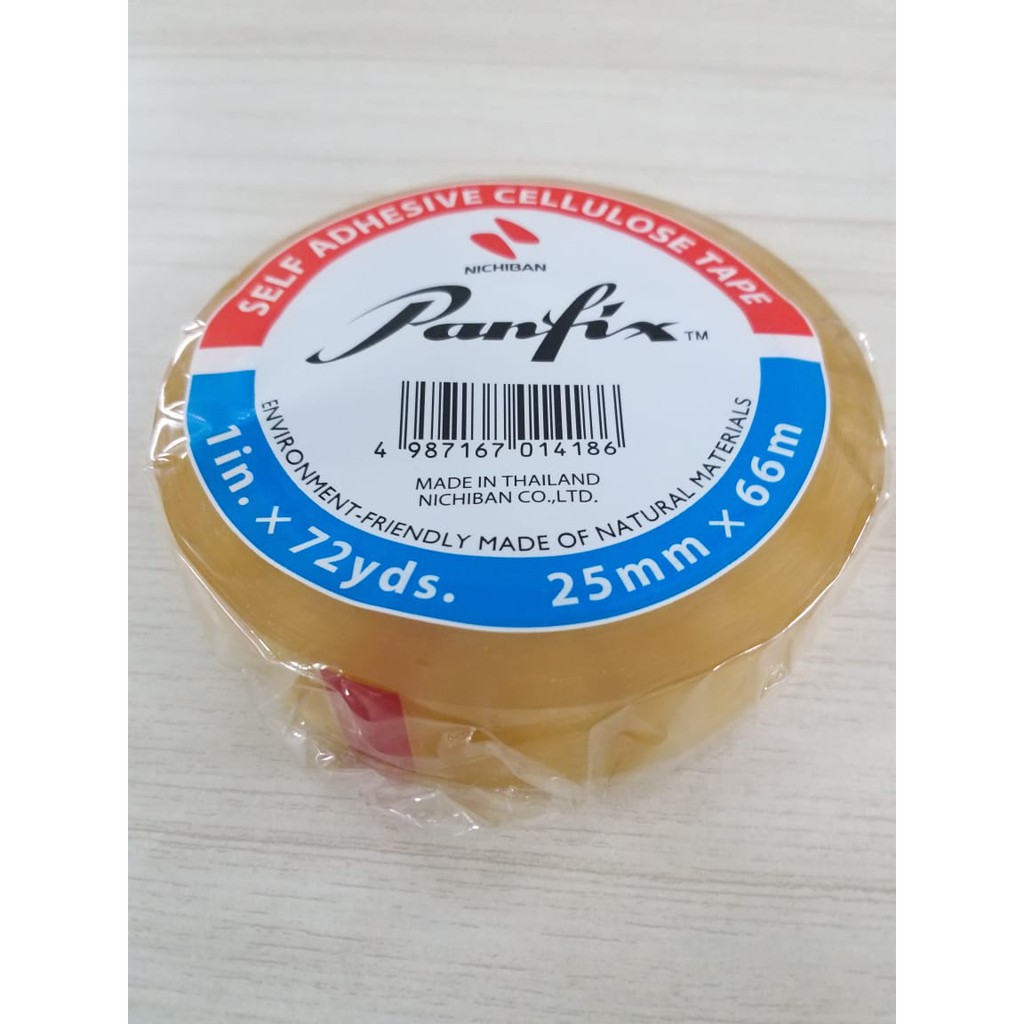 SELF ADHESIVE CELLULOSE TAPE
NICHIBAN
Panfix™
4 987167 014186
MADE IN THAILAND
NICHIBAN CO.,LTD.
ENVIRONMENT-FRIENDLY MADE OF NATURAL MATERIALS
1in. x 72yds. 25mm x 66m